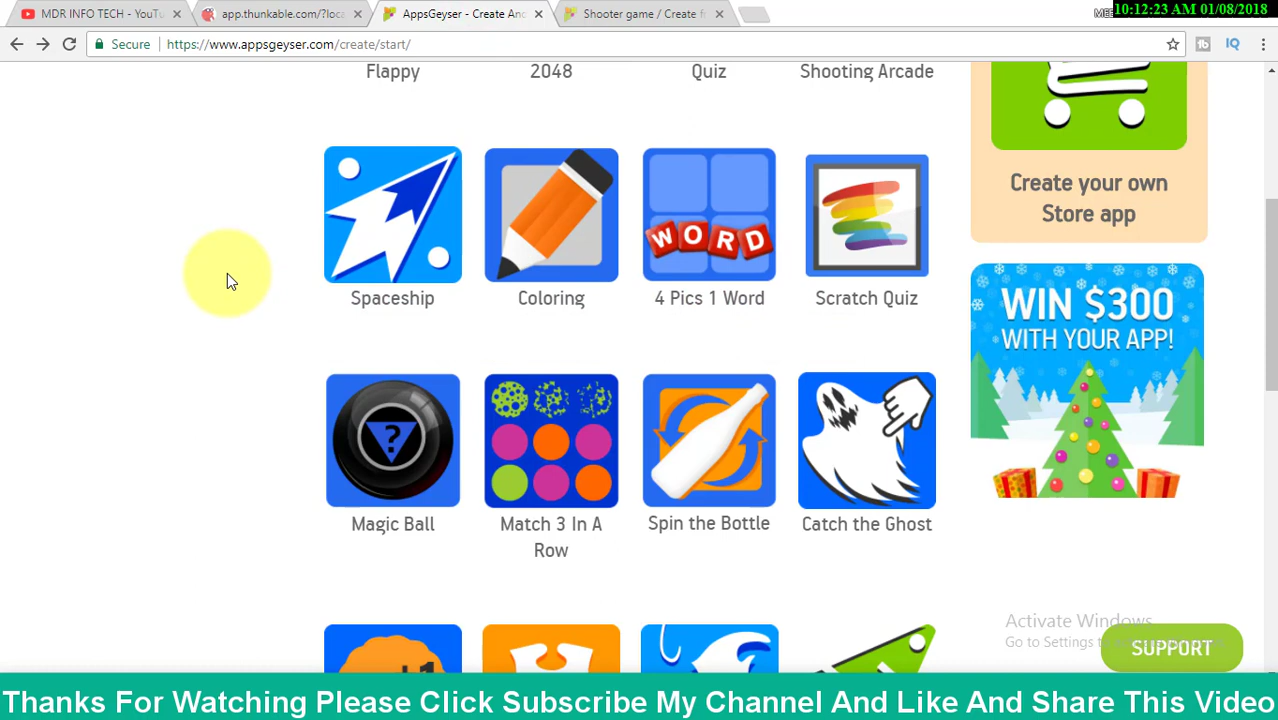 MDR INFO TECH - YouTu
app.thunkable.com/?loca
AppsGeyser - Create And
Shooter game / Create fr
10:12:23 AM 01/08/2018
Secure
https://www.appsgeyser.com/create/start/
Flappy
2048
Quiz
Shooting Arcade
WORD
Spaceship
Coloring
4 Pics 1 Word
Scratch Quiz
?
Magic Ball
Match 3 In A
Row
Spin the Bottle
Catch the Ghost
+1
Create your own
Store app
WIN $300
WITH YOUR APP!
Activate Windows
Go to Settings t
SUPPORT
Thanks For Watching Please Click Subscribe My Channel And Like And Share This Video